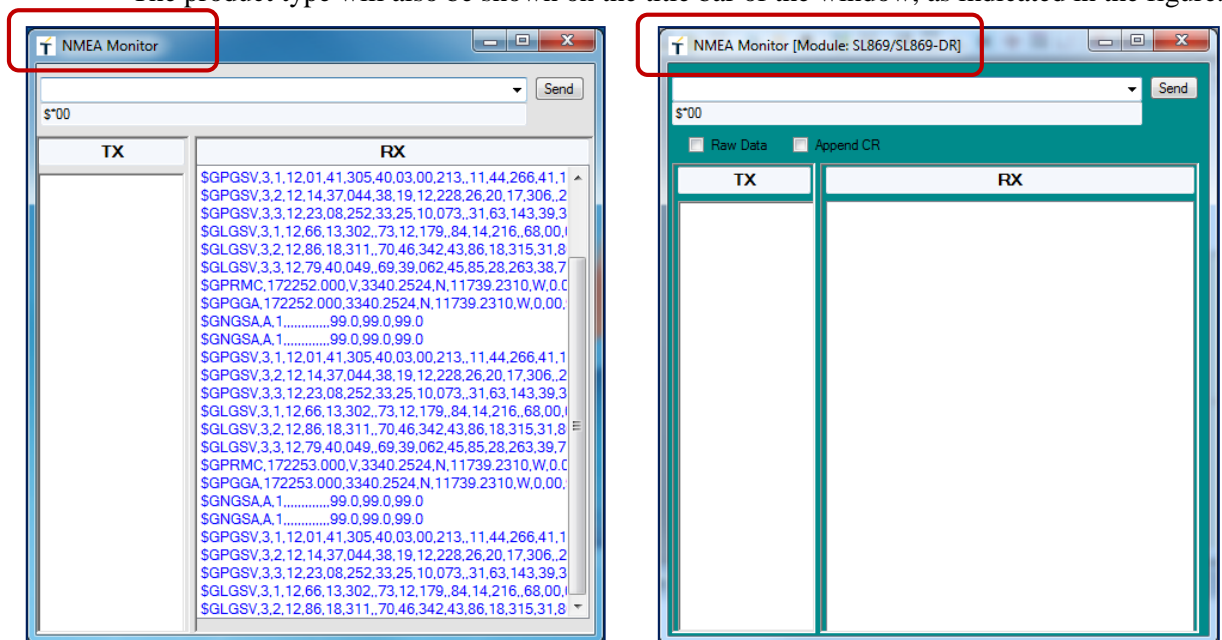 The product type will also be shown on the title bar of the window, as indicated in the figure.
NMEA Monitor
Send
$*00
TX
RX
$GPGSV,3,1,12,01,41,305,40,03,00,213,,11,44,266,41,1
$GPGSV,3,2,12,14,37,044,38,19,12,228,26,20,17,306,,2
$GPGSV,3,3,12,23,08,252,33,25,10,073,,31,63,143,39,3
$GLGSV,3,1,12,66,13,302,,73,12,179,,84,14,216,,68,00,
$GLGSV,3,2,12,86,18,311,,70,46,342,43,86,18,315,31,8
$GLGSV,3,3,12,79,40,049,,69,39,062,45,85,28,263,38,7
$GPRMC,172252.000,V,3340.2524,N,11739.2310,W,0.0
$GPGGA,172252.000,3340.2524,N,11739.2310,W,0,00,
$GNGSA,A,1,,,,,,,,,,,,,99.0,99.0,99.0
$GNGSA,A,1,,,,,,,,,,,,,99.0,99.0,99.0
$GPGSV,3,1,12,01,41,305,40,03,00,213,,11,44,266,41,1
$GPGSV,3,2,12,14,37,044,38,19,12,228,26,20,17,306,,2
$GPGSV,3,3,12,23,08,252,33,25,10,073,,31,63,143,39,3
$GLGSV,3,1,12,66,13,302,,73,12,179,,84,14,216,,68,00,
$GLGSV,3,2,12,86,18,311,,70,46,342,43,86,18,315,31,8
$GLGSV,3,3,12,79,40,049,,69,39,062,45,85,28,263,39,7
$GPRMC,172253.000,V,3340.2524,N,11739.2310,W,0.0
$GPGGA,172253.000,3340.2524,N,11739.2310,W,0,00,
$GNGSA,A,1,,,,,,,,,,,,,99.0,99.0,99.0
$GNGSA,A,1,,,,,,,,,,,,,99.0,99.0,99.0
$GPGSV,3,1,12,01,41,305,40,03,00,213,,11,44,266,41,1
$GPGSV,3,2,12,14,37,044,38,19,12,228,26,20,17,306,,2
$GPGSV,3,3,12,23,08,252,33,25,10,073,,31,63,143,39,3
$GLGSV,3,1,12,66,13,302,,73,12,179,,84,14,216,,68,00,
$GLGSV,3,2,12,86,18,311,,70,46,342,43,86,18,315,31,8
NMEA Monitor [Module: SL869/SL869-DR]
Send
$*00
Raw Data
Append CR
TX
RX